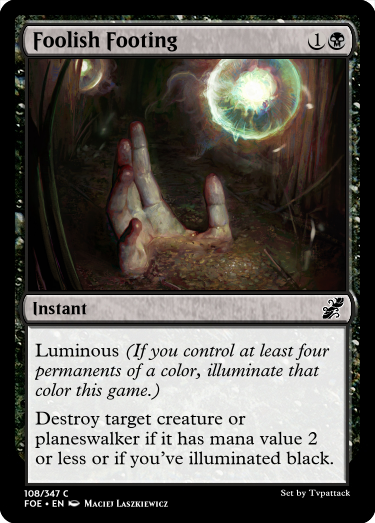 Foolish Footing 1
Instant
Luminous (If you control at least four
permanents of a color, illuminate that
color this game.)
Destroy target creature or
planeswalker if it has mana value 2
or less or if you've illuminated black.
108/347 C
FOE • EN Maciej Laszkiewicz
Set by Tvpattack